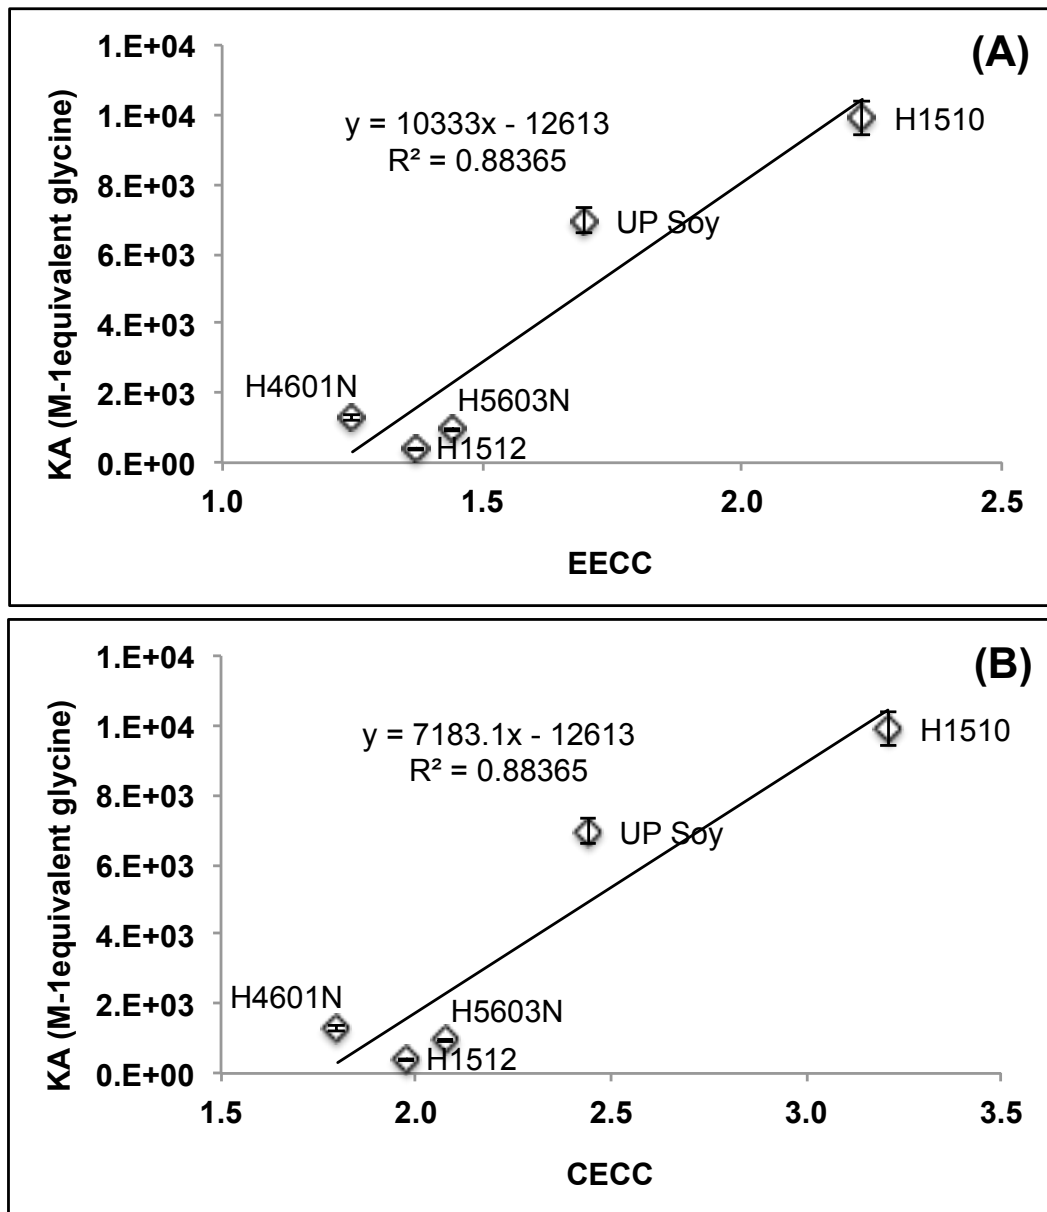 (A)
KA (M-1equivalent glycine)
1.E+04
1.E+04
8.E+03
6.E+03
4.E+03
2.E+03
0.E+00
y = 10333x - 12613
R² = 0.88365
H1510
UP Soy
H4601N
H5603N
H1512
1.0
1.5
2.0
2.5
EECC
(B)
KA (M-1equivalent glycine)
1.E+04
1.E+04
8.E+03
6.E+03
4.E+03
2.E+03
0.E+00
y = 7183.1x - 12613
R² = 0.88365
H1510
UP Soy
H4601N
H5603N
H1512
1.5
2.0
2.5
3.0
3.5
CECC